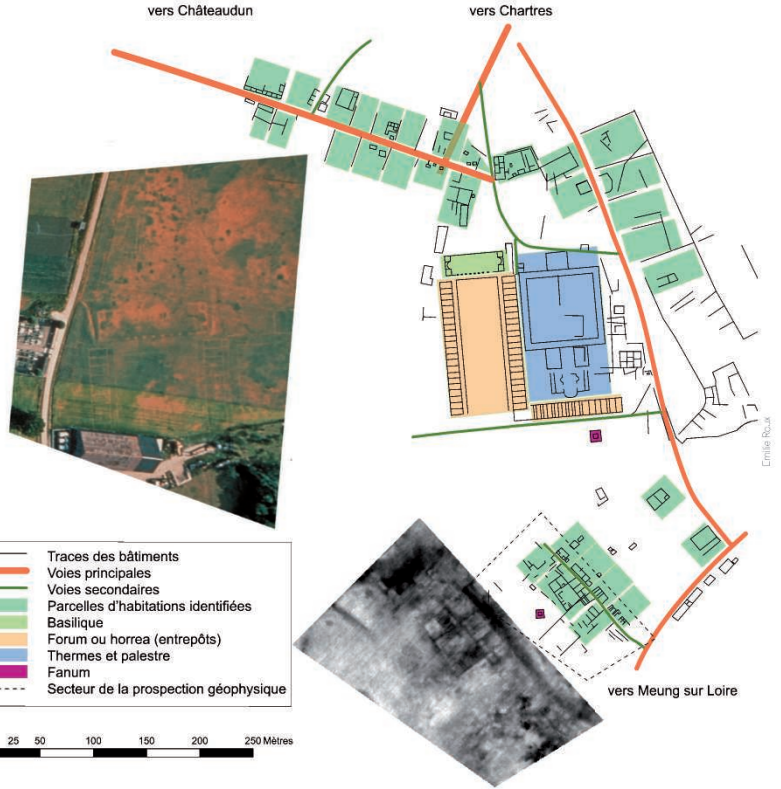 vers Châteaudun
vers Chartres
Emilie Roux
Traces des bâtiments
Voies principales
Voies secondaires
Parcelles d'habitations identifiées
Basilique
Forum ou horrea (entrepôts)
Thermes et palestre
Fanum
Secteur de la prospection géophysique
vers Meung sur Loire
25 50 100 150 200 250 Mètres